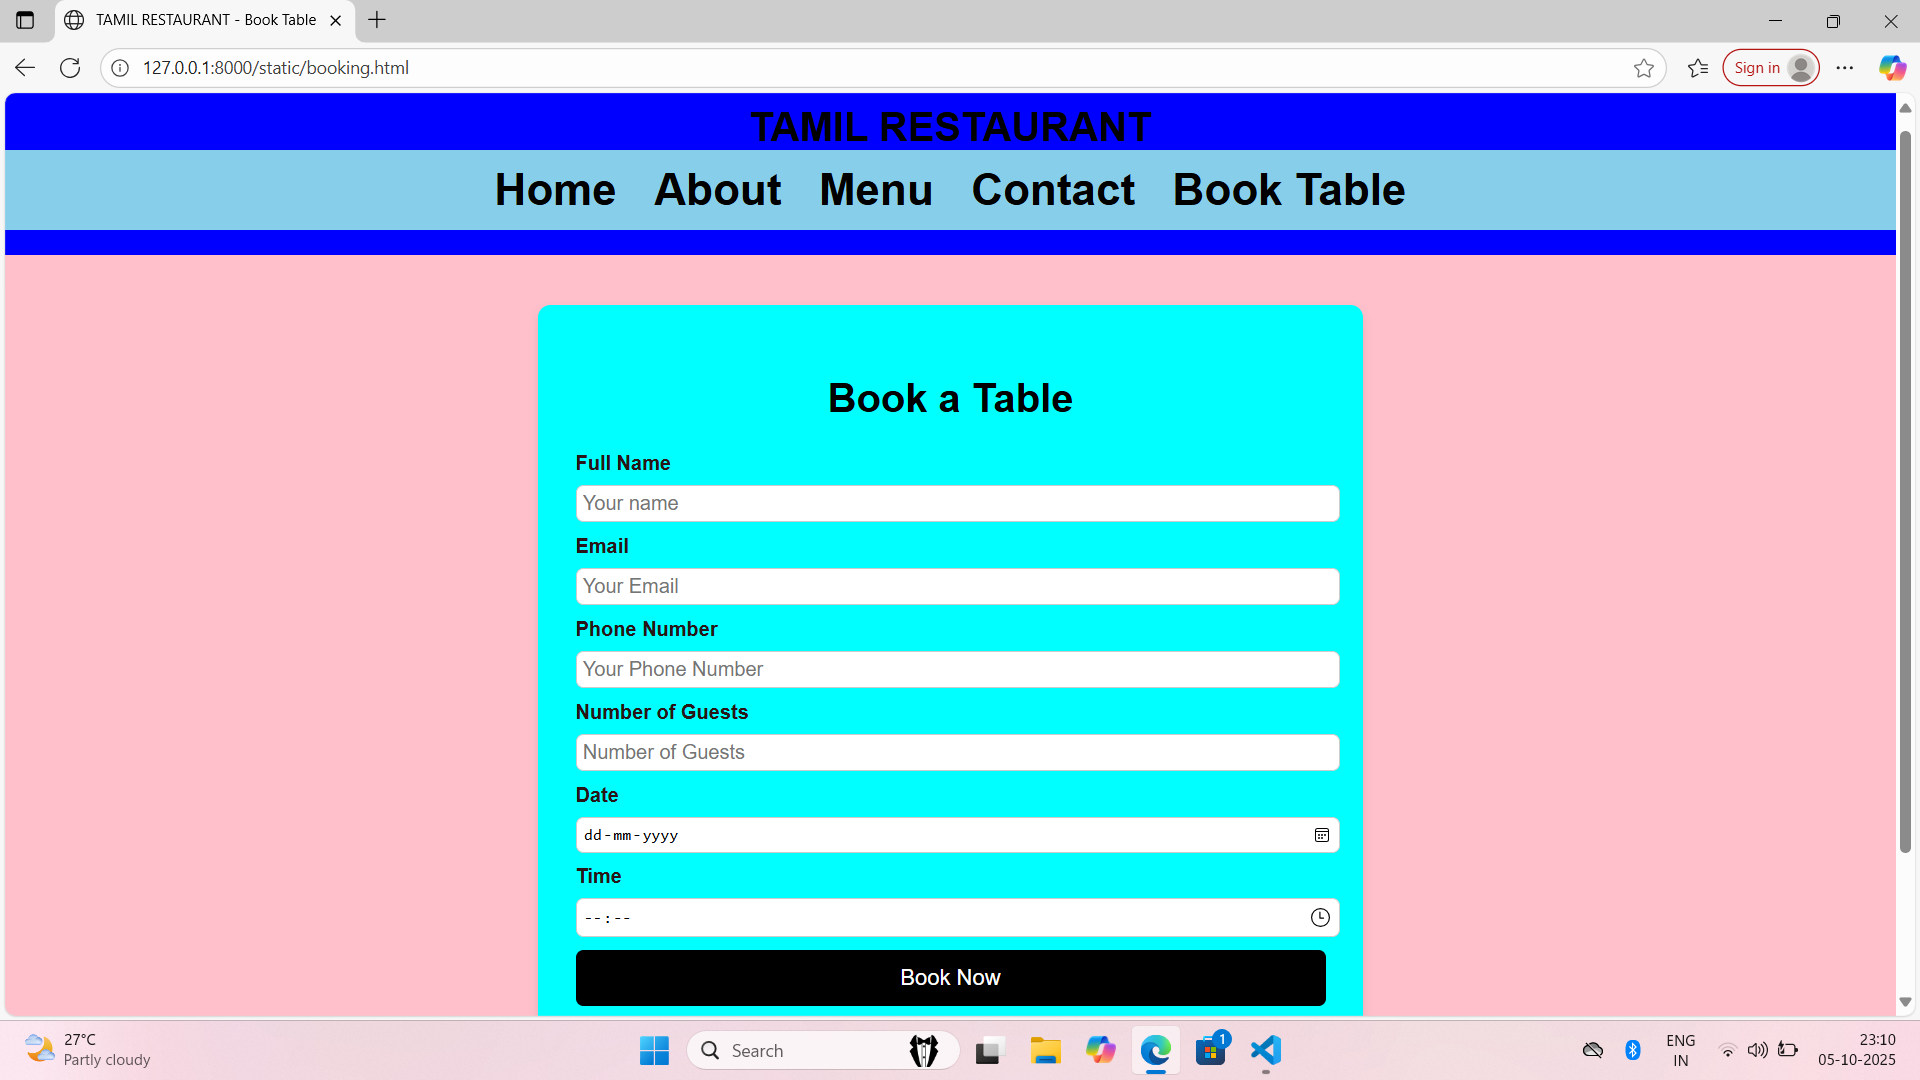 TAMIL RESTAURANT - Book Table
127.0.0.1:8000/static/booking.html
Sign in
TAMIL RESTAURANT
Home About Menu Contact Book Table
Book a Table
Full Name
Your name
Email
Your Email
Phone Number
Your Phone Number
Number of Guests
Number of Guests
Date
dd-mm-yyyy
Time
--:--
Book Now
27°C
Partly cloudy
Search
1
ENG
IN
23:10
05-10-2025